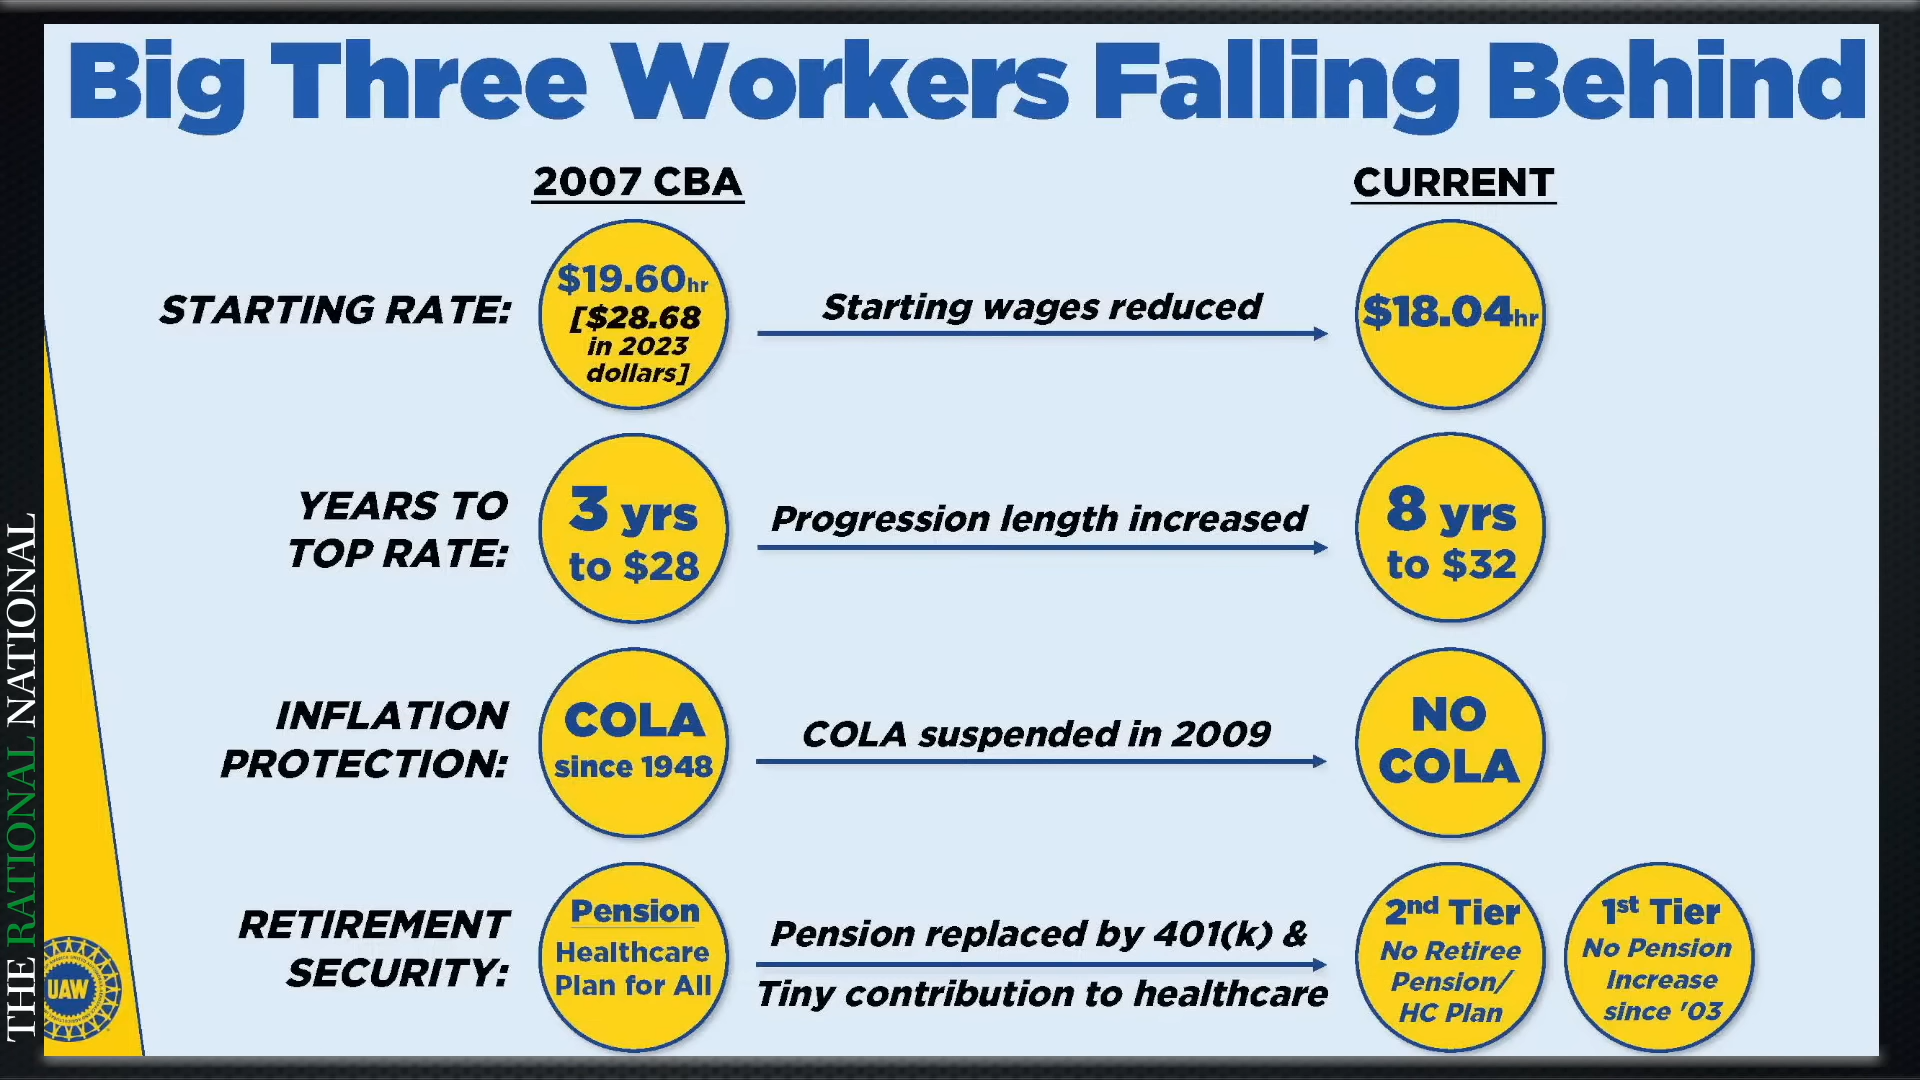 Big Three Workers Falling Behind
2007 CBA
CURRENT
STARTING RATE:
$19.60hr
[$28.68
in 2023
dollars]
Starting wages reduced
$18.04hr
YEARS TO
TOP RATE:
3 yrs
to $28
Progression length increased
8 yrs
to $32
INFLATION
PROTECTION:
COLA
since 1948
COLA suspended in 2009
NO
COLA
RETIREMENT
SECURITY:
Pension
Healthcare
Plan for All
Pension replaced by 401(k) &
Tiny contribution to healthcare
2nd Tier
No Retiree
Pension/
HC Plan
1st Tier
No Pension
Increase
since '03
THE RATIONAL NATIONAL
UAW